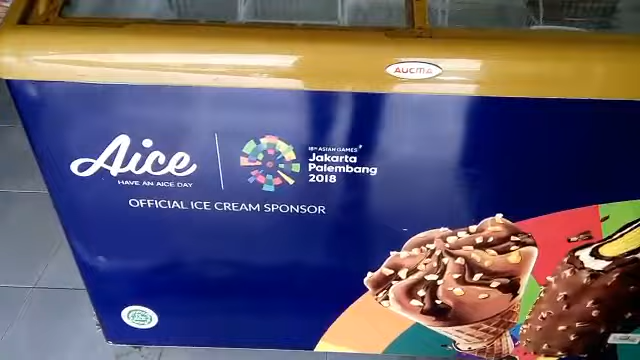 AUCMA
Aice
HAVE AN AICE DAY
18th ASIAN GAMES
Jakarta
Palembang
2018
OFFICIAL ICE CREAM SPONSOR